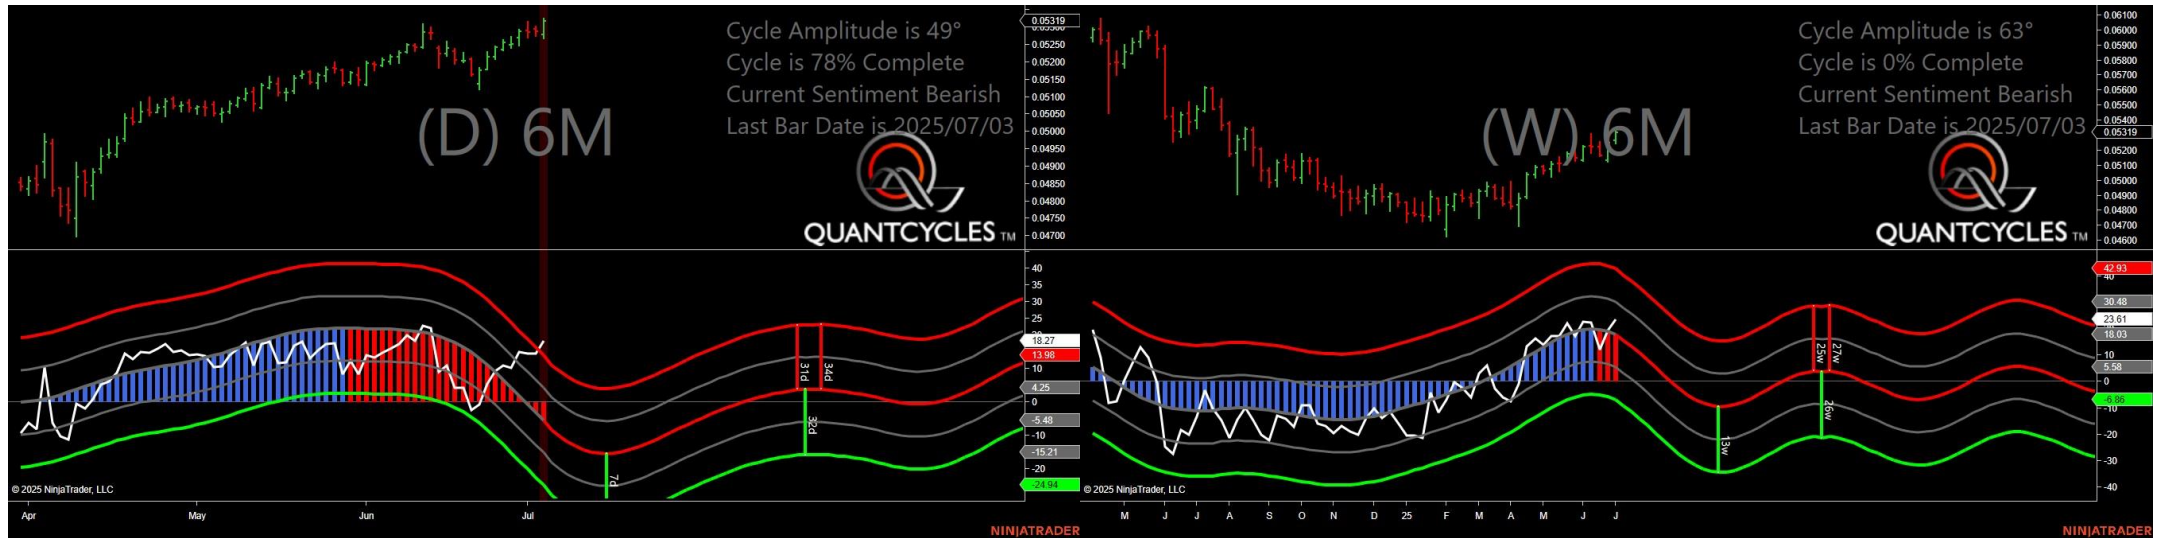 Cycle Amplitude is 49°
Cycle is 78% Complete
Current Sentiment Bearish
Last Bar Date is 2025/07/03
(D) 6M
QUANTCYCLES TM
0.05319
0.05250
0.05200
0.05150
0.05100
0.05050
0.05000
0.04950
0.04900
0.04850
0.04800
0.04750
0.04700
40
35
30
25
18.27
13.98
10
4.25
0
-5.48
-10
-15.21
-20
-24.94
31d
34d
32d
7d
© 2025 NinjaTrader, LLC
Apr May Jun Jul
NINJATRADER
Cycle Amplitude is 63°
Cycle is 0% Complete
Current Sentiment Bearish
Last Bar Date is 2025/07/03
(W) 6M
QUANTCYCLES TM
0.06100
0.06000
0.05900
0.05800
0.05700
0.05600
0.05500
0.05400
0.05319
0.05200
0.05100
0.05000
0.04900
0.04800
0.04700
0.04600
42.93
40
30.48
23.61
18.03
10
5.58
0
-6.86
-10
-20
-30
-40
25w
27w
26w
13w
© 2025 NinjaTrader, LLC
M J J A S O N D 25 F M A M J J
NINJATRADER